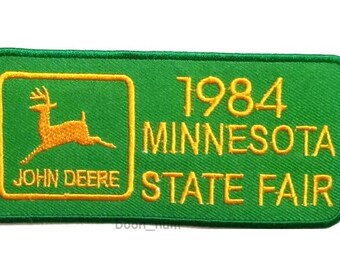 JOHN DEERE
1984
MINNESOTA
STATE FAIR